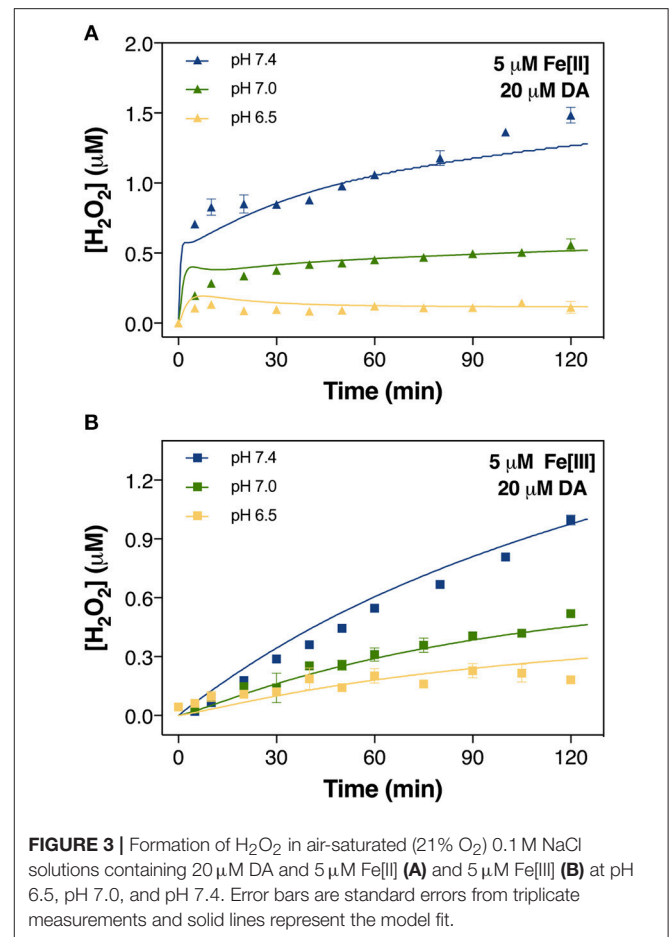 A
2.0
1.5
1.0
0.5
0.0
[H₂O₂] (μM)
pH 7.4
pH 7.0
pH 6.5
5 μM Fe[II]
20 μM DA
0 30 60 90 120
Time (min)
B
1.2
0.9
0.6
0.3
0.0
[H₂O₂] (μM)
pH 7.4
pH 7.0
pH 6.5
5 μM Fe[III]
20 μM DA
0 30 60 90 120
Time (min)
FIGURE 3 | Formation of H₂O₂ in air-saturated (21% O₂) 0.1 M NaCl
solutions containing 20 μM DA and 5 μM Fe[II] (A) and 5 μM Fe[III] (B) at pH
6.5, pH 7.0, and pH 7.4. Error bars are standard errors from triplicate
measurements and solid lines represent the model fit.